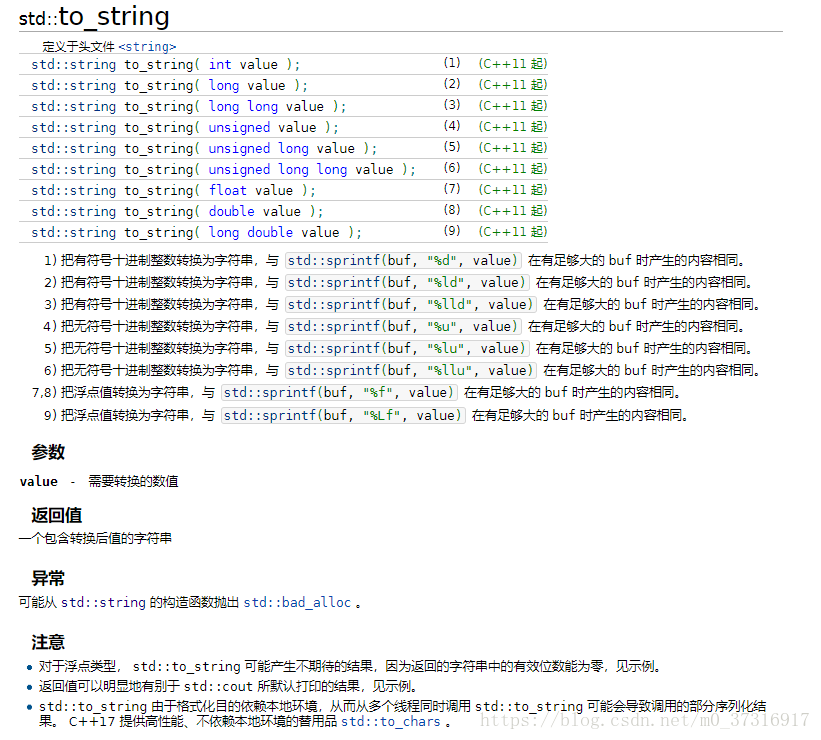 std::to_string
定义于头文件 <string>
std::string to_string( int value ); (1) (C++11 起)
std::string to_string( long value ); (2) (C++11 起)
std::string to_string( long long value ); (3) (C++11 起)
std::string to_string( unsigned value ); (4) (C++11 起)
std::string to_string( unsigned long value ); (5) (C++11 起)
std::string to_string( unsigned long long value ); (6) (C++11 起)
std::string to_string( float value ); (7) (C++11 起)
std::string to_string( double value ); (8) (C++11 起)
std::string to_string( long double value ); (9) (C++11 起)
1) 把有符号十进制整数转换为字符串，与 std::sprintf(buf, "%d", value) 在有足够大的 buf 时产生的内容相同。
2) 把有符号十进制整数转换为字符串，与 std::sprintf(buf, "%ld", value) 在有足够大的 buf 时产生的内容相同。
3) 把有符号十进制整数转换为字符串，与 std::sprintf(buf, "%lld", value) 在有足够大的 buf 时产生的内容相同。
4) 把无符号十进制整数转换为字符串，与 std::sprintf(buf, "%u", value) 在有足够大的 buf 时产生的内容相同。
5) 把无符号十进制整数转换为字符串，与 std::sprintf(buf, "%lu", value) 在有足够大的 buf 时产生的内容相同。
6) 把无符号十进制整数转换为字符串，与 std::sprintf(buf, "%llu", value) 在有足够大的 buf 时产生的内容相同。
7,8) 把浮点值转换为字符串，与 std::sprintf(buf, "%f", value) 在有足够大的 buf 时产生的内容相同。
9) 把浮点值转换为字符串，与 std::sprintf(buf, "%Lf", value) 在有足够大的 buf 时产生的内容相同。
参数
value - 需要转换的数值
返回值
一个包含转换后值的字符串
异常
可能从 std::string 的构造函数抛出 std::bad_alloc 。
注意
• 对于浮点类型， std::to_string 可能产生不期待的结果，因为返回的字符串中的有效位数能为零，见示例。
• 返回值可以明显地有别于 std::cout 所默认打印的结果，见示例。
• std::to_string 由于格式化目的依赖本地环境，从而从多个线程同时调用 std::to_string 可能会导致调用的部分序列化结
果。 C++17 提供高性能、不依赖本地环境的替用品 std::to_chars 。
https://blog.csdn.net/m0_37316917